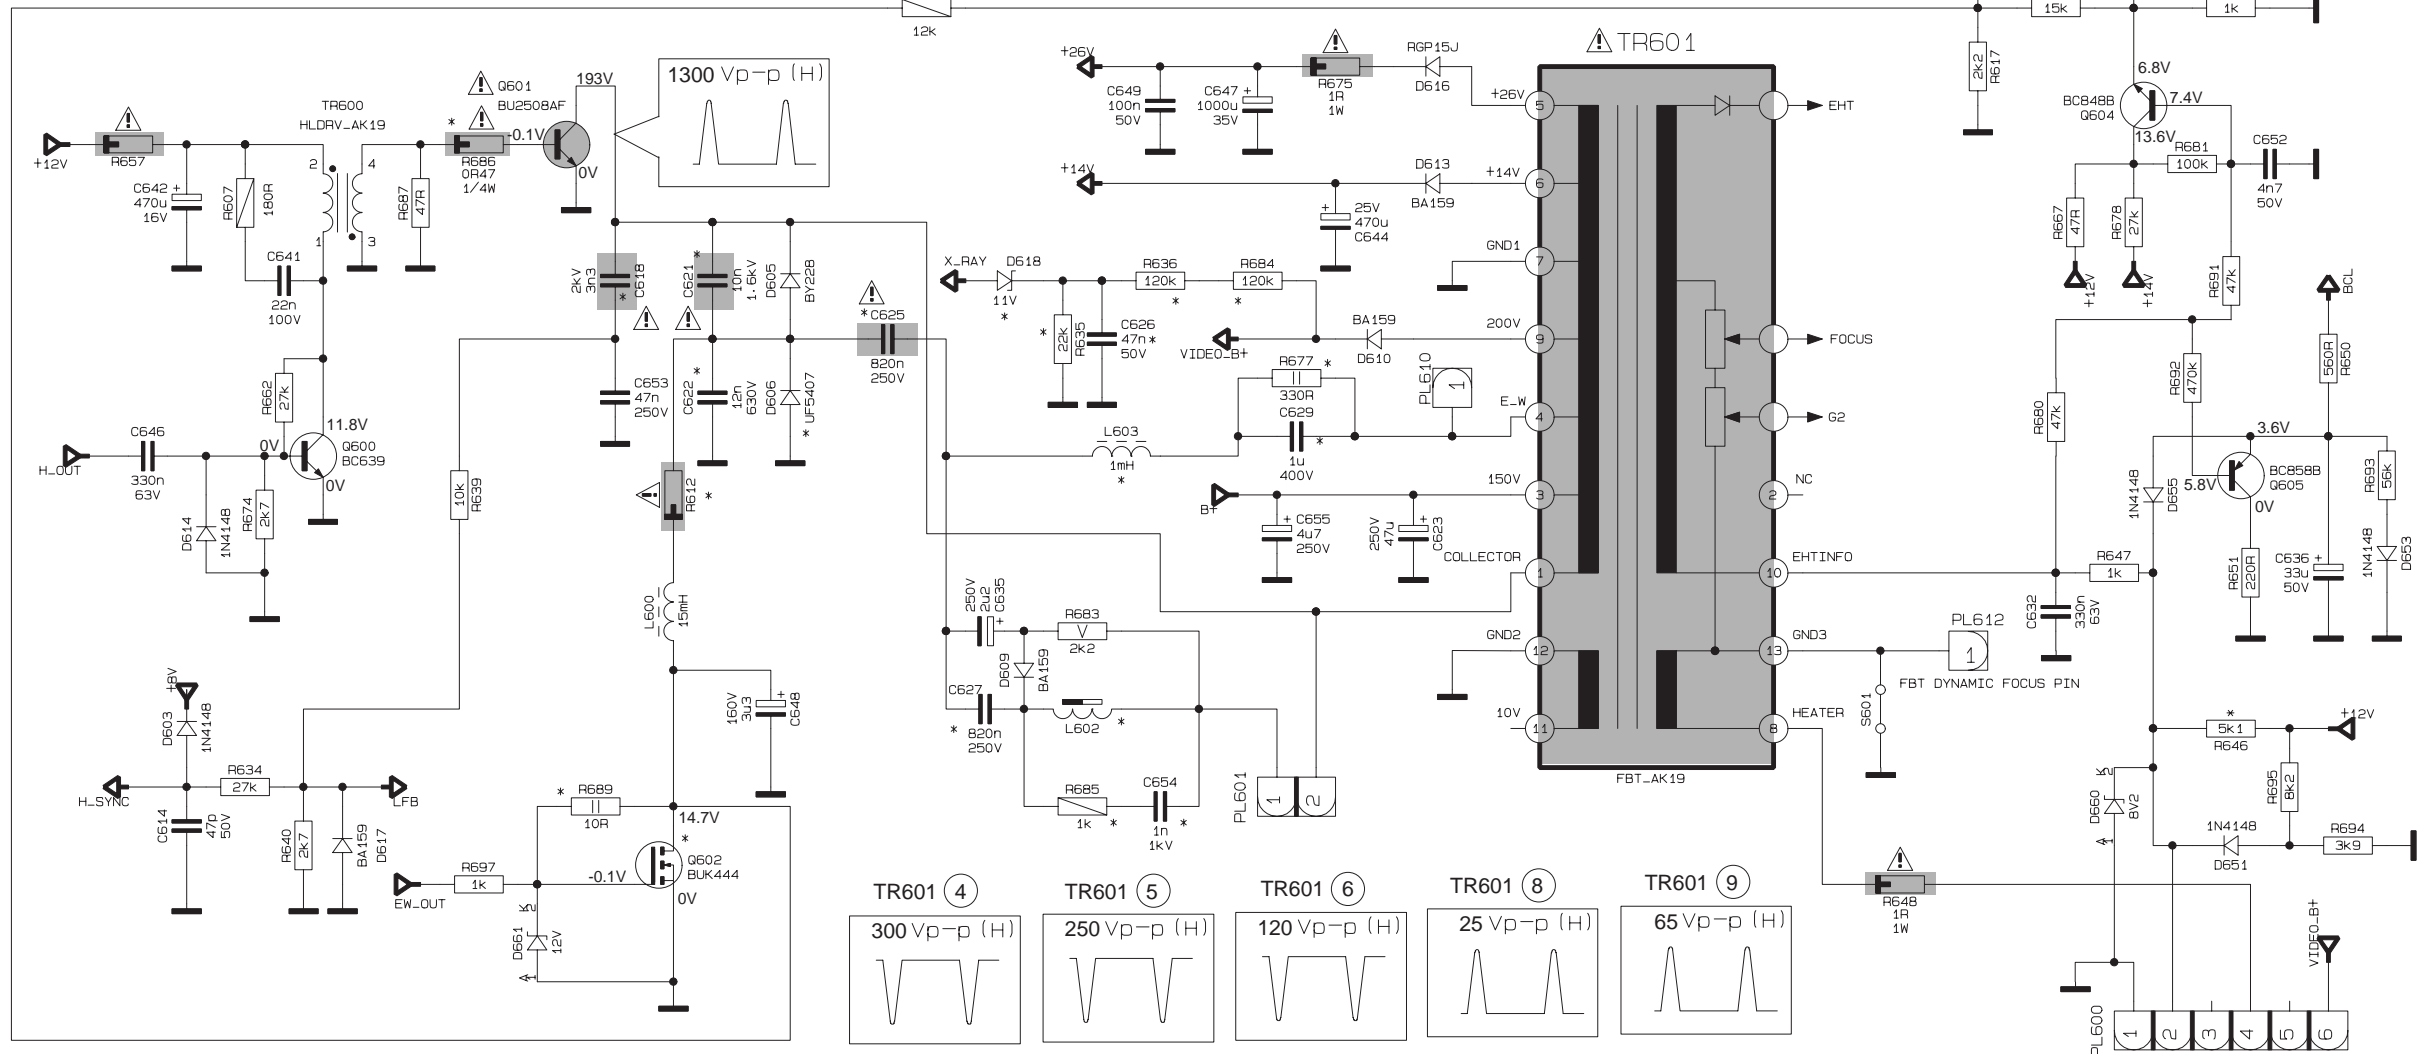 12k
15k
1k
2k2
R617
6.8V
BC848B
Q604
7.4V
13.6V
R681
100k
C652
4n7
50V
R667
47R
R678
27k
+12V
+14V
R691
47k
BCL
560R
R650
R692
470k
R680
47k
3.6V
BC858B
Q605
5.8V
0V
1N4148
D655
R693
56k
R651
220R
C636
33u
50V
1N4148
D653
R647
1k
C632
330n
63V
PL612
1
FBT DYNAMIC FOCUS PIN
S601
*
5k1
R646
+12V
R695
8K2
D660
8V2
K
2
A
1
1N4148
D651
R694
3k9
VIDEO_B+
PL600
1
2
3
4
5
6
R648
1R
1W
TR601
+26V
5
EHT
+14V
6
GND1
7
200V
9
FOCUS
E_W
4
G2
150V
3
2
NC
COLLECTOR
1
10
EHTINFO
GND2
12
13
GND3
10V
11
8
HEATER
FBT_AK19
+26V
C649
100n
50V
C647
1000u
35V
+
R675
1R
1W
RGP15J
D616
+14V
D613
BA159
+
25V
470u
C644
X_RAY
D618
11V
*
R636
120k
*
R684
120k
*
*
22k
R635
C626
47n*
50V
VIDEO_B+
BA159
D610
R677
*
330R
C629
*
1u
400V
PL610
1
L603
1mH
*
B+
+
C655
4u7
250V
250V
47u
+
C623
+12V
R657
C642
470u
16V
+
R607
180R
C641
22n
100V
TR600
HLDRV_AK19
2
4
1
3
R687
47R
*
R686
0R47
1/4W
Q601
BU2508AF
-0.1V
193V
0V
1300 Vp-p (H)
2kV
3n3
C618
*
C621
*
10n
1.6kV
D605
BY228
*
C625
820n
250V
C653
47n
250V
C622
*
12n
630V
D606
* UF5407
R612
*
L600
15mH
160V
3u3
+
C648
H_OUT
C646
330n
63V
R662
27k
0V
11.8V
Q600
BC639
0V
D614
1N4148
R674
2K7
10k
R639
+8V
D603
1N4148
H_SYNC
R634
27k
LFB
C614
47p
50V
R640
2k7
BA159
D617
EW_OUT
R697
1k
*
R689
10R
14.7V
*
Q602
BUK444
-0.1V
0V
K
2
D661
12V
A
1
250V
2u2
C635
+
R683
V
2k2
D609
BA159
C627
*
820n
250V
L602
*
R685
1k
*
C654
1n
1kV
*
PL601
1
2
TR601 4
300 Vp-p (H)
TR601 5
250 Vp-p (H)
TR601 6
120 Vp-p (H)
TR601 8
25 Vp-p (H)
TR601 9
65 Vp-p (H)